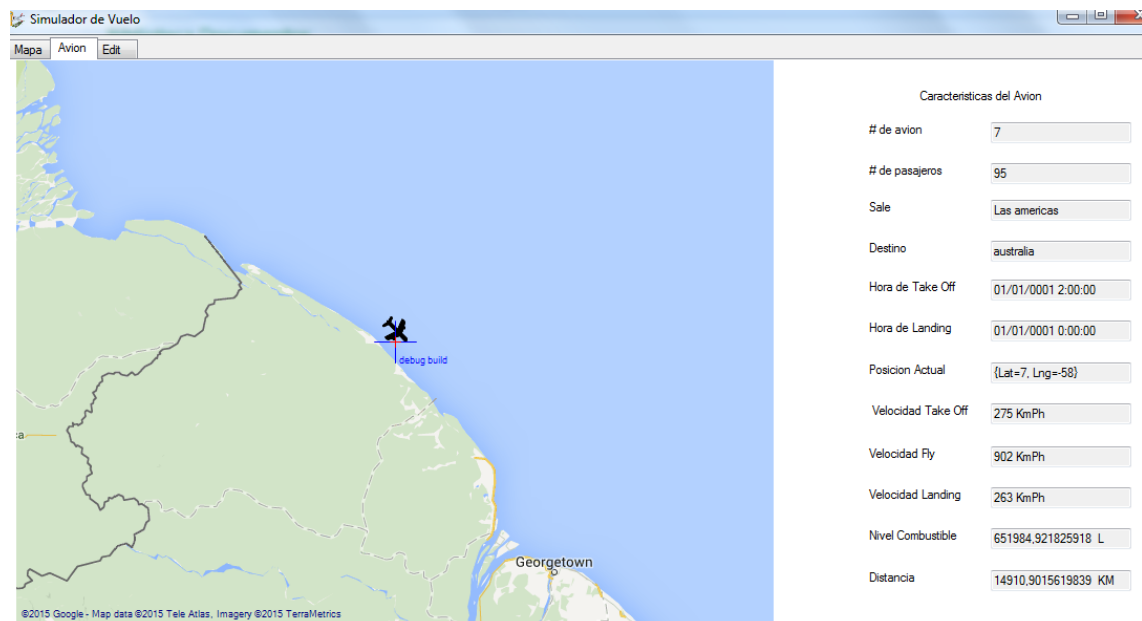 Simulador de Vuelo
Mapa Avion Edit
Caracteristicas del Avion
# de avion 7
# de pasajeros 95
Sale Las americas
Destino australia
Hora de Take Off 01/01/0001 2:00:00
Hora de Landing 01/01/0001 0:00:00
Posicion Actual {Lat=7, Lng=-58}
Velocidad Take Off 275 KmPh
Velocidad Fly 902 KmPh
Velocidad Landing 263 KmPh
Nivel Combustible 651984,921825918 L
Distancia 14910,9015619839 KM
debug build
ca
Georgetown
©2015 Google - Map data ©2015 Tele Atlas, Imagery ©2015 TerraMetrics